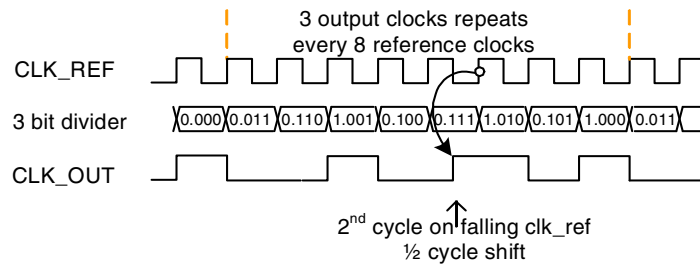 3 output clocks repeats
every 8 reference clocks
CLK_REF
3 bit divider
0.000 0.011 0.110 1.001 0.100 0.111 1.010 0.101 1.000 0.011
CLK_OUT
2nd cycle on falling clk_ref
½ cycle shift